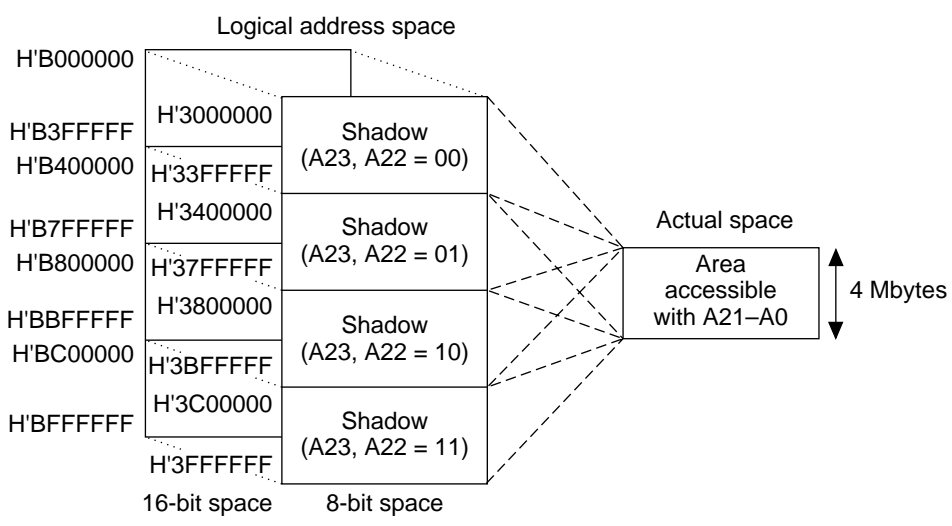 Logical address space
H'B000000
H'B3FFFFF
H'B400000
H'B7FFFFF
H'B800000
H'BBFFFFF
H'BC00000
H'BFFFFFF
H'3000000
H'33FFFFF
H'3400000
H'37FFFFF
H'3800000
H'3BFFFFF
H'3C00000
H'3FFFFFF
Shadow
(A23, A22 = 00)
Shadow
(A23, A22 = 01)
Shadow
(A23, A22 = 10)
Shadow
(A23, A22 = 11)
16-bit space
8-bit space
Actual space
Area
accessible
with A21–A0
4 Mbytes